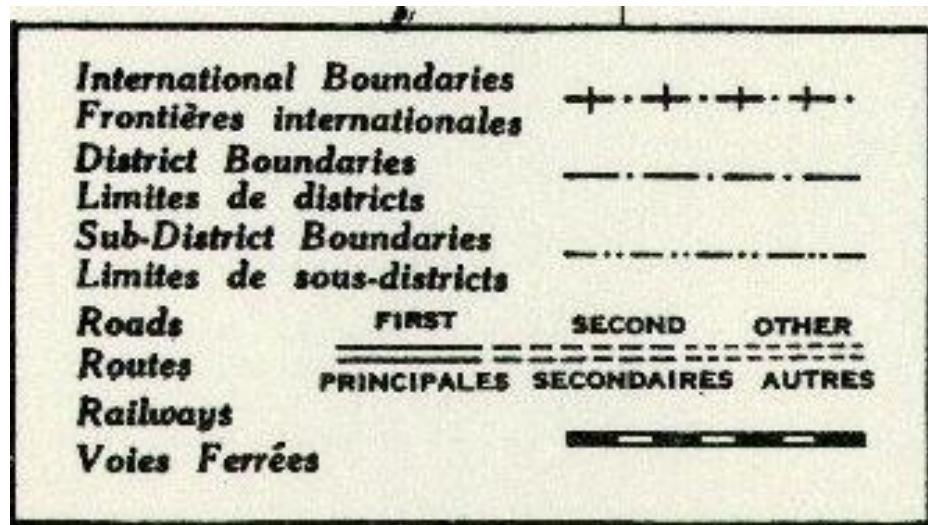 International Boundaries
Frontières internationales
District Boundaries
Limites de districts
Sub-District Boundaries
Limites de sous-districts
Roads FIRST SECOND OTHER
Routes PRINCIPALES SECONDAIRES AUTRES
Railways
Voies Ferrées